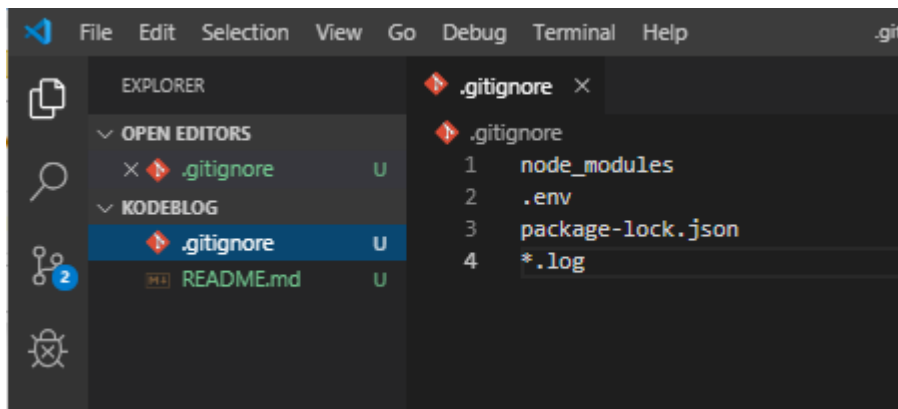 File Edit Selection View Go Debug Terminal Help .git
EXPLORER
OPEN EDITORS
.gitignore U
KODEBLOG
.gitignore U
README.md U
2
.gitignore
.gitignore
1 node_modules
2 .env
3 package-lock.json
4 *.log